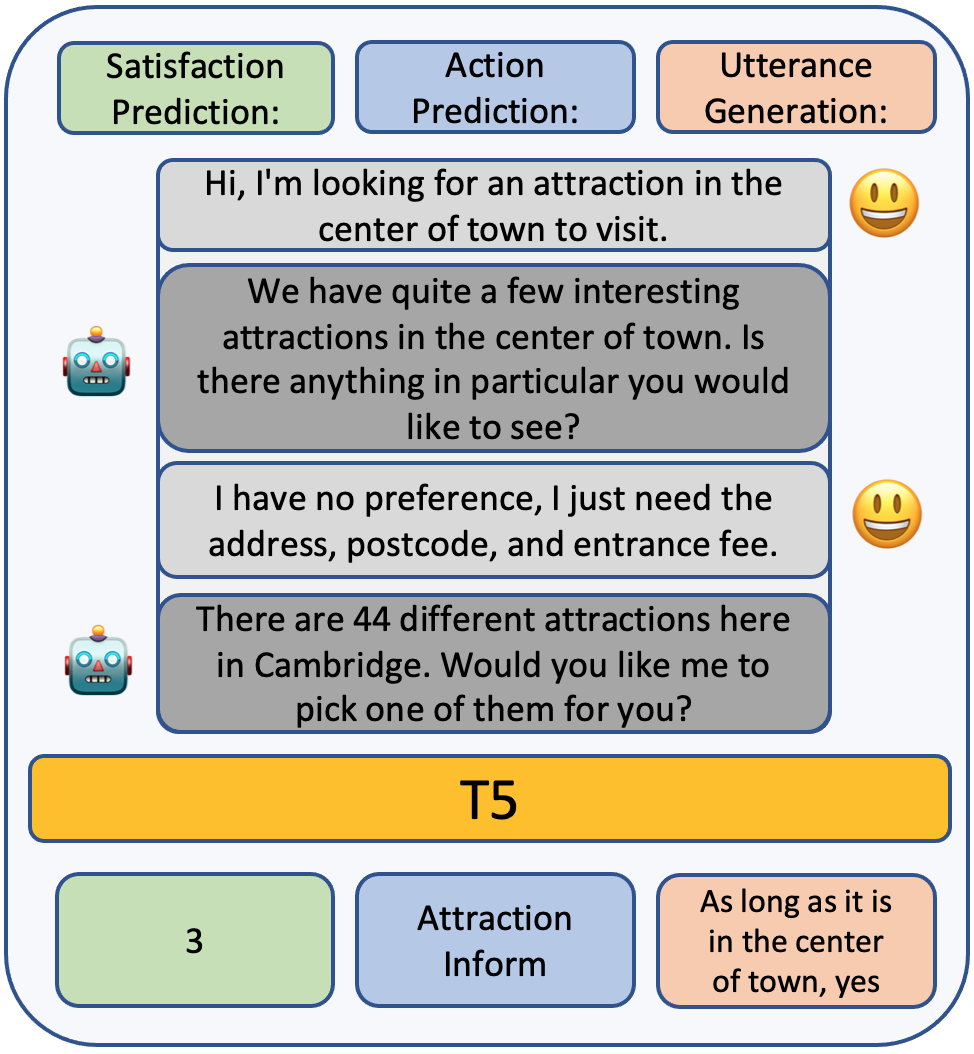 Satisfaction
Prediction:
Action
Prediction:
Utterance
Generation:
Hi, I'm looking for an attraction in the
center of town to visit.
We have quite a few interesting
attractions in the center of town. Is
there anything in particular you would
like to see?
I have no preference, I just need the
address, postcode, and entrance fee.
There are 44 different attractions here
in Cambridge. Would you like me to
pick one of them for you?
T5
3
Attraction
Inform
As long as it is
in the center
of town, yes